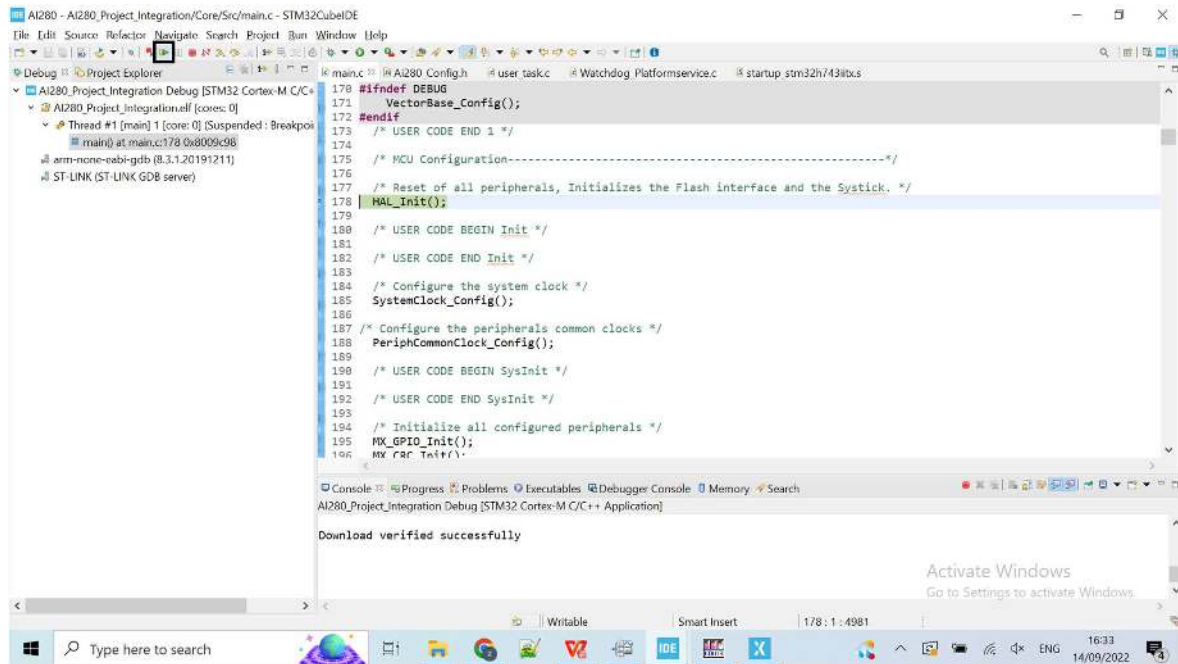 AI280 - AI280_Project_Integration/Core/Src/main.c - STM32CubeIDE
File Edit Source Refactor Navigate Search Project Run Window Help
Debug Project Explorer
main.c AI280_Config.h user_task.c Watchdog_Platformservice.c startup_stm32h743iitx.s
AI280_Project_Integration Debug [STM32 Cortex-M C/C+
AI280_Project_Integration.elf [cores: 0]
Thread #1 [main] 1 [core: 0] (Suspended : Breakpoi
main() at main.c:178 0x8009c98
arm-none-eabi-gdb (8.3.1.20191211)
ST-LINK (ST-LINK GDB server)
170 #ifndef DEBUG
171 VectorBase_Config();
172 #endif
173 /* USER CODE END 1 */
174
175 /* MCU Configuration--------------------------------------------------------*/
176
177 /* Reset of all peripherals, Initializes the Flash interface and the Systick. */
178 HAL_Init();
179
180 /* USER CODE BEGIN Init */
181
182 /* USER CODE END Init */
183
184 /* Configure the system clock */
185 SystemClock_Config();
186
187 /* Configure the peripherals common clocks */
188 PeriphCommonClock_Config();
189
190 /* USER CODE BEGIN SysInit */
191
192 /* USER CODE END SysInit */
193
194 /* Initialize all configured peripherals */
195 MX_GPIO_Init();
196 MX_CRC_Init();
Console Progress Problems Executables Debugger Console Memory Search
AI280_Project_Integration Debug [STM32 Cortex-M C/C++ Application]
Download verified successfully
Activate Windows
Go to Settings to activate Windows.
Writable Smart Insert 178 : 1 : 4981
Type here to search
IDE
ENG
16:33
14/09/2022